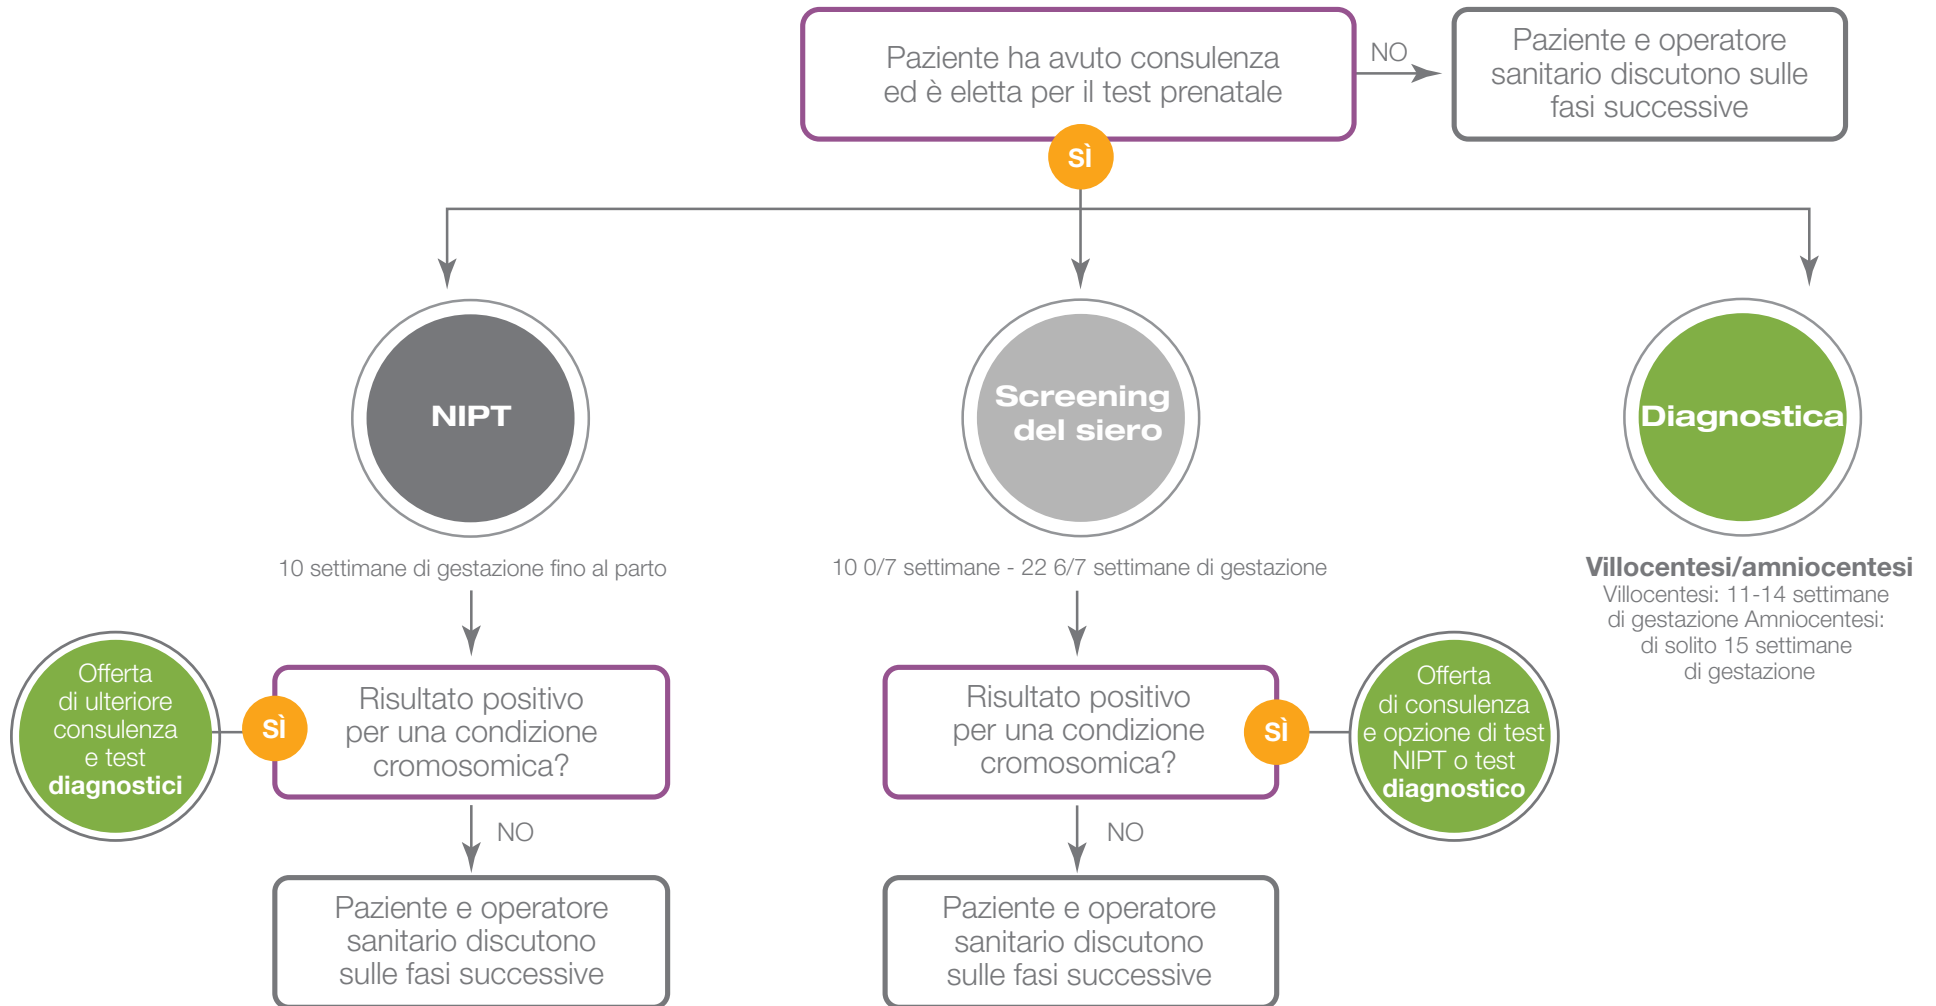 Paziente ha avuto consulenza
ed è eletta per il test prenatale
NO
Paziente e operatore
sanitario discutono sulle
fasi successive
SÌ
NIPT
Screening
del siero
Diagnostica
10 settimane di gestazione fino al parto
10 0/7 settimane - 22 6/7 settimane di gestazione
Villocentesi/amniocentesi
Villocentesi: 11-14 settimane
di gestazione Amniocentesi:
di solito 15 settimane
di gestazione
Offerta
di ulteriore
consulenza
e test
diagnostici
SÌ
Risultato positivo
per una condizione
cromosomica?
Risultato positivo
per una condizione
cromosomica?
SÌ
Offerta
di consulenza
e opzione di test
NIPT o test
diagnostico
NO
NO
Paziente e operatore
sanitario discutono
sulle fasi successive
Paziente e operatore
sanitario discutono
sulle fasi successive